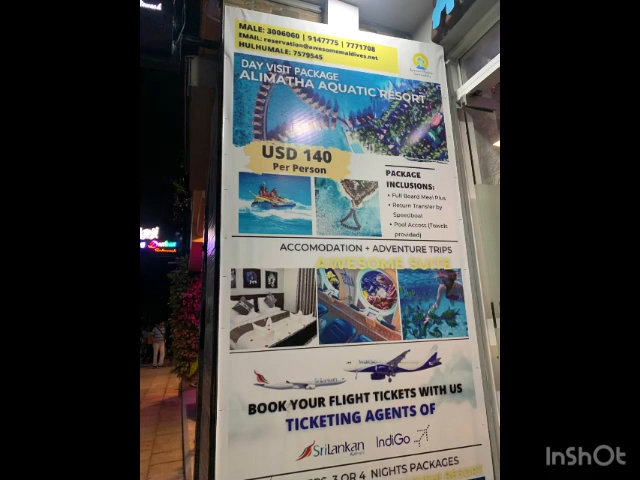 MALE: 3006060 | 9147775 | 7771708
EMAIL: reservation@awesomemaldives.net
HULHUMALE: 7579545
DAY VISIT PACKAGE
ALIMATHA AQUATIC RESORT
USD 140
Per Person
PACKAGE
INCLUSIONS:
• Full Board Meal Plus
• Return Transfer by
Speedboat
• Pool Access (Towels
provided)
ACCOMODATION + ADVENTURE TRIPS
AWESOME SUITE
BOOK YOUR FLIGHT TICKETS WITH US
TICKETING AGENTS OF
SriLankan
Airlines
IndiGo
3 OR 4 NIGHTS PACKAGES
InShOt